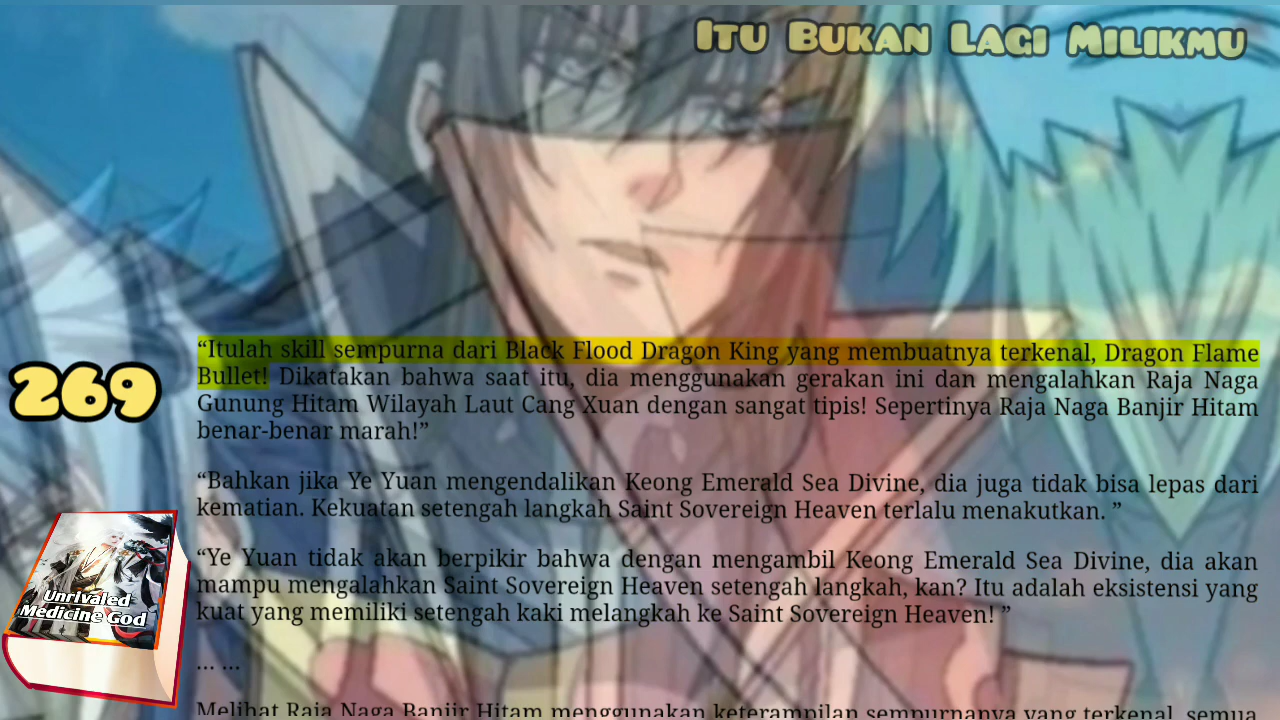 Itu Bukan Lagi Milikmu
“Itulah skill sempurna dari Black Flood Dragon King yang membuatnya terkenal, Dragon Flame
Bullet! Dikatakan bahwa saat itu, dia menggunakan gerakan ini dan mengalahkan Raja Naga
Gunung Hitam Wilayah Laut Cang Xuan dengan sangat tipis! Sepertinya Raja Naga Banjir Hitam
benar-benar marah!”
269
“Bahkan jika Ye Yuan mengendalikan Keong Emerald Sea Divine, dia juga tidak bisa lepas dari
kematian. Kekuatan setengah langkah Saint Sovereign Heaven terlalu menakutkan. ”
“Ye Yuan tidak akan berpikir bahwa dengan mengambil Keong Emerald Sea Divine, dia akan
mampu mengalahkan Saint Sovereign Heaven setengah langkah, kan? Itu adalah eksistensi yang
kuat yang memiliki setengah kaki melangkah ke Saint Sovereign Heaven! ”
Unrivaled
Medicine God
... ...
Melihat Raja Naga Banjir Hitam menggunakan keterampilan sempurnanya yang terkenal, semua